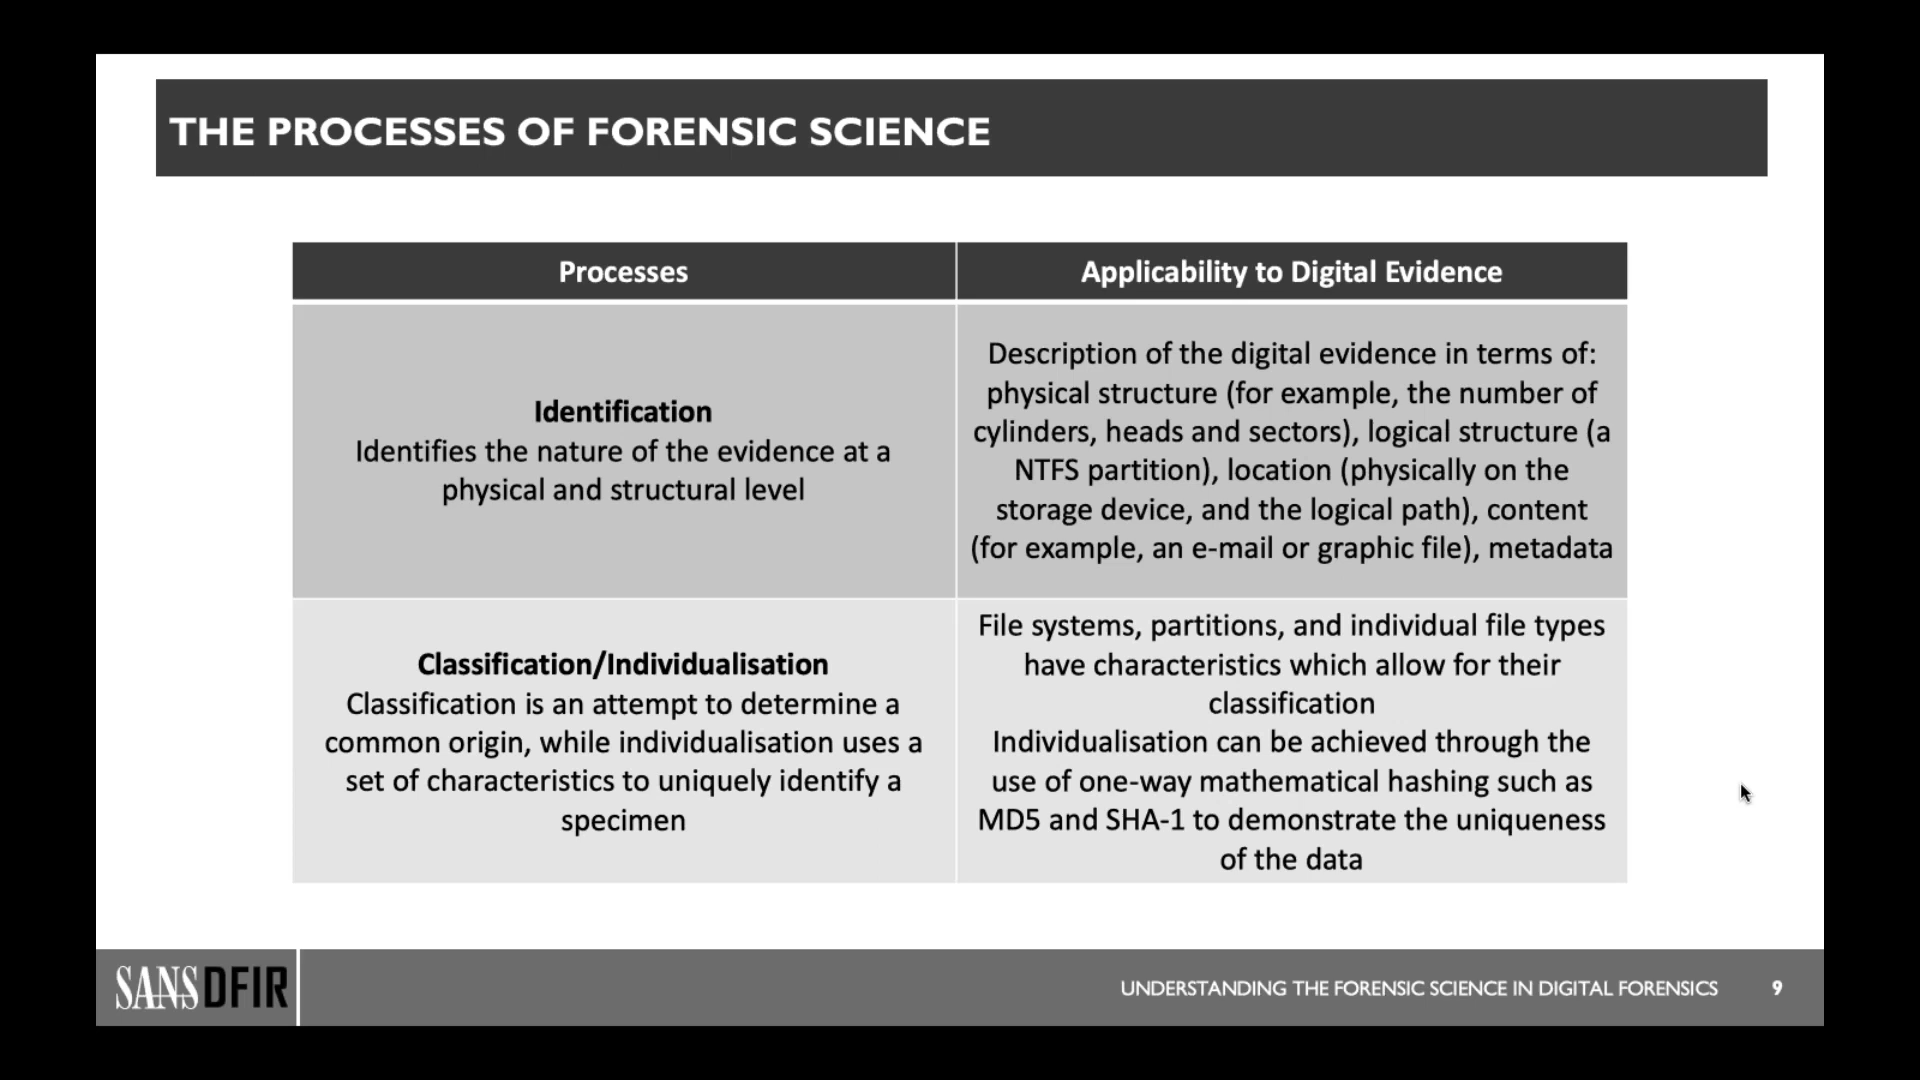 THE PROCESSES OF FORENSIC SCIENCE
Processes
Applicability to Digital Evidence
Identification
Identifies the nature of the evidence at a
physical and structural level
Description of the digital evidence in terms of:
physical structure (for example, the number of
cylinders, heads and sectors), logical structure (a
NTFS partition), location (physically on the
storage device, and the logical path), content
(for example, an e-mail or graphic file), metadata
Classification/Individualisation
Classification is an attempt to determine a
common origin, while individualisation uses a
set of characteristics to uniquely identify a
specimen
File systems, partitions, and individual file types
have characteristics which allow for their
classification
Individualisation can be achieved through the
use of one-way mathematical hashing such as
MD5 and SHA-1 to demonstrate the uniqueness
of the data
SANS DFIR
UNDERSTANDING THE FORENSIC SCIENCE IN DIGITAL FORENSICS
9